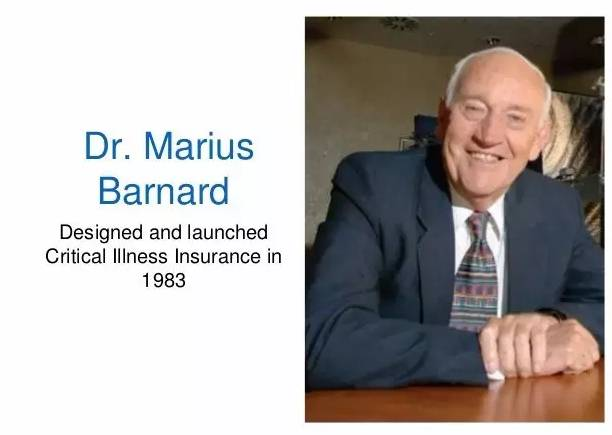 Dr. Marius
Barnard
Designed and launched
Critical Illness Insurance in
1983